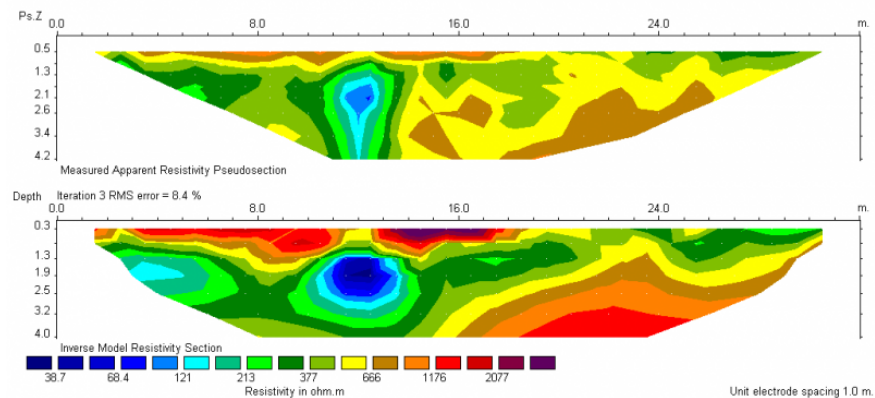 Ps.Z 0.0 8.0 16.0 24.0 m.
0.5
1.3
2.1
2.6
3.4
4.2
Measured Apparent Resistivity Pseudosection
Depth Iteration 3 RMS error = 8.4 %
0.0 8.0 16.0 24.0 m.
0.3
1.3
1.9
2.5
3.2
4.0
Inverse Model Resistivity Section
38.7 68.4 121 213 377 666 1176 2077
Resistivity in ohm.m Unit electrode spacing 1.0 m.